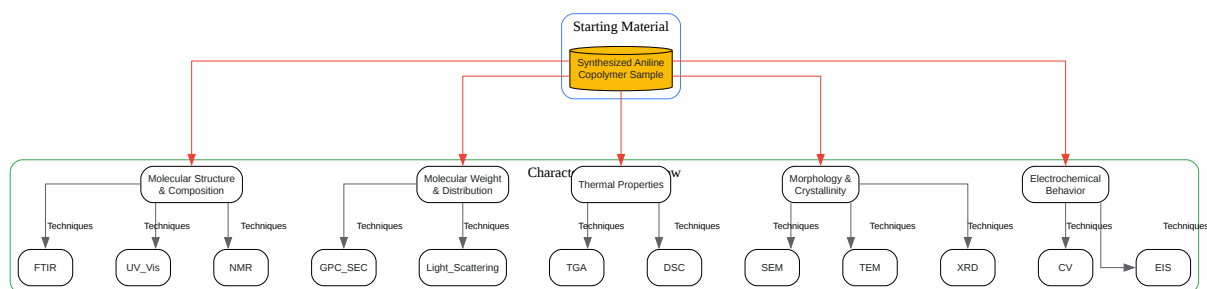 Starting Material
Synthesized Aniline
Copolymer Sample
Molecular Structure
& Composition
Molecular Weight
& Distribution
Thermal Properties
Morphology &
Crystallinity
Electrochemical
Behavior
Techniques
Techniques
Techniques
Techniques
Techniques
Techniques
Techniques
Techniques
Techniques
Techniques
Techniques
Techniques
FTIR
UV_Vis
NMR
GPC_SEC
Light_Scattering
TGA
DSC
SEM
TEM
XRD
CV
EIS